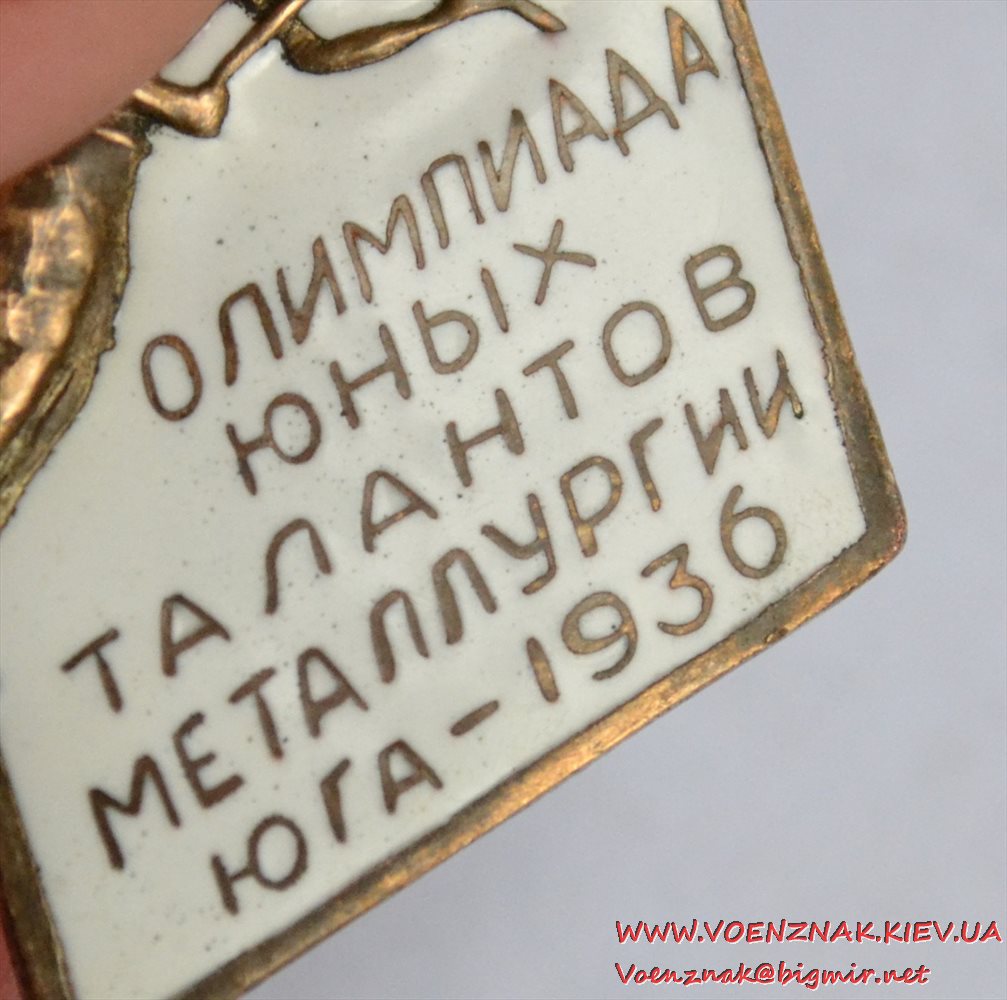 ОЛИМПИАДА
ЮНЫХ
ТАЛАНТОВ
МЕТАЛЛУРГИИ
ЮГА-1936
WWW.VOENZNAK.KIEV.UA
Voenznak@bigmir.net